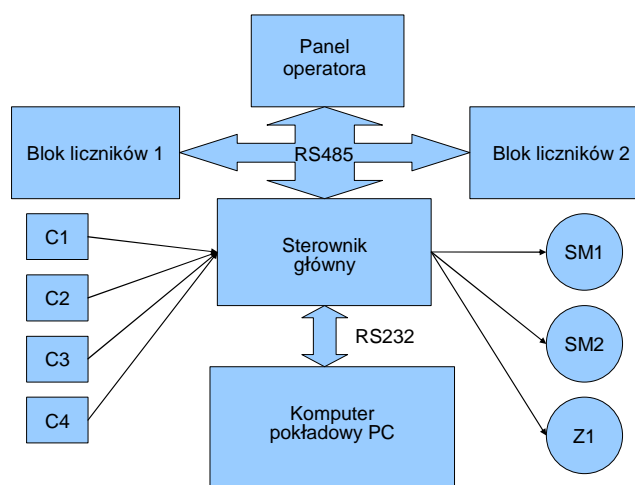 Panel
operatora
Blok liczników 1
RS485
Blok liczników 2
C1
C2
C3
C4
Sterownik
główny
SM1
SM2
Z1
RS232
Komputer
pokładowy PC